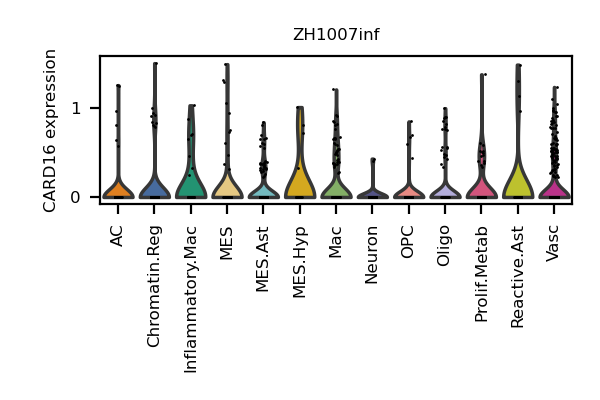 ZH1007inf
CARD16 expression
1
0
AC
Chromatin.Reg
Inflammatory.Mac
MES
MES.Ast
MES.Hyp
Mac
Neuron
OPC
Oligo
Prolif.Metab
Reactive.Ast
Vasc